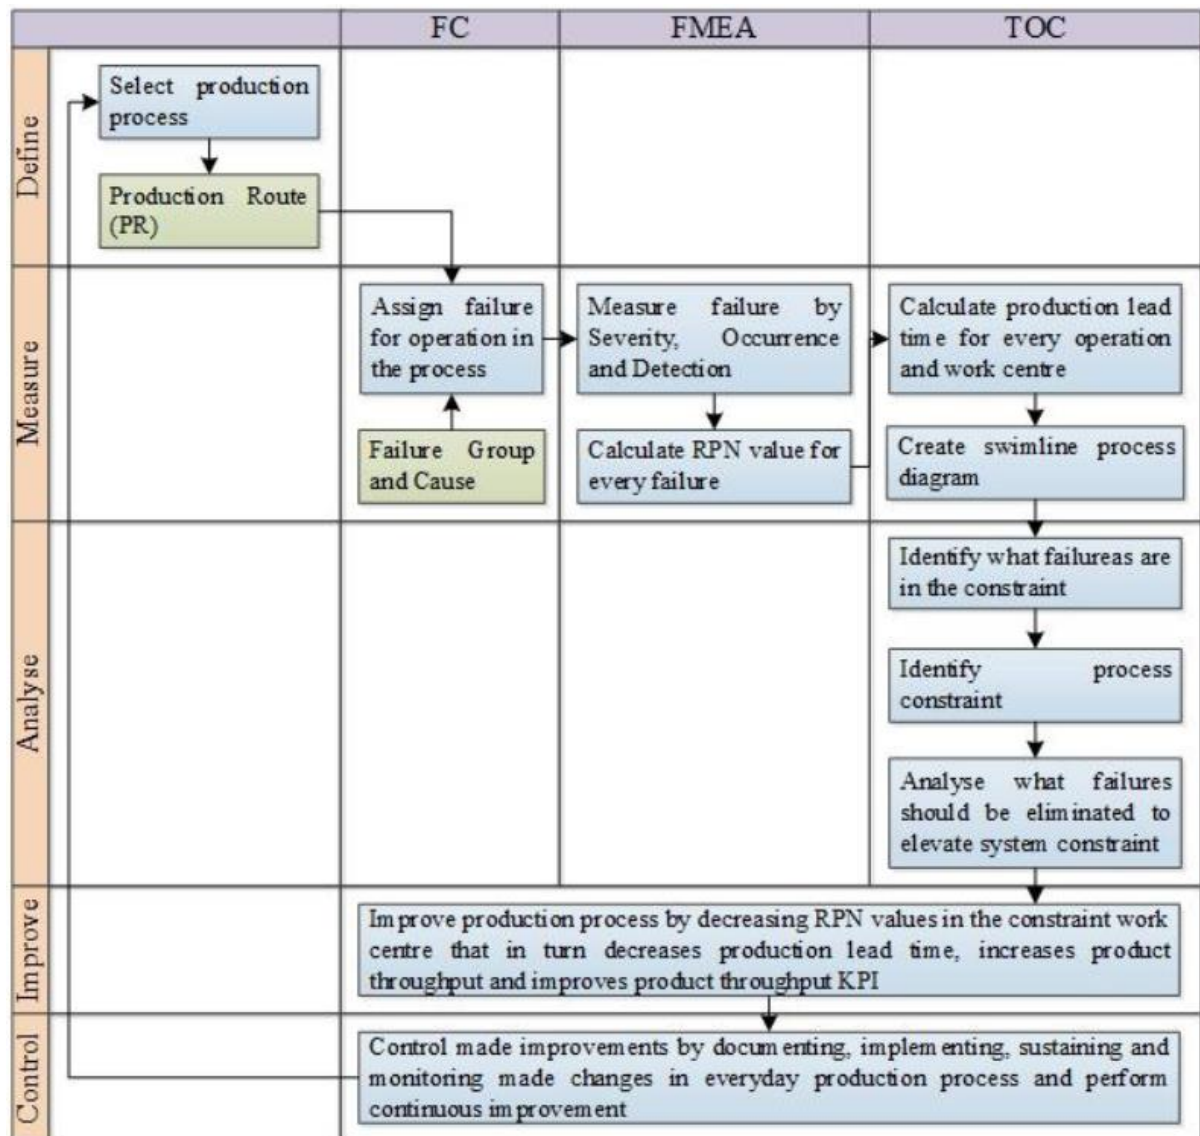 FC
FMEA
TOC
Define
Select production
process
Production Route
(PR)
Measure
Assign failure
for operation in
the process
Failure Group
and Cause
Measure failure by
Severity, Occurrence
and Detection
Calculate RPN value for
every failure
Calculate production lead
time for every operation
and work centre
Create swimline process
diagram
Analyse
Identify what failureas are
in the constraint
Identify process
constraint
Analyse what failures
should be eliminated to
elevate system constraint
Improve
Improve production process by decreasing RPN values in the constraint work
centre that in turn decreases production lead time, increases product
throughput and improves product throughput KPI
Control
Control made improvements by documenting, implementing, sustaining and
monitoring made changes in everyday production process and perform
continuous improvement